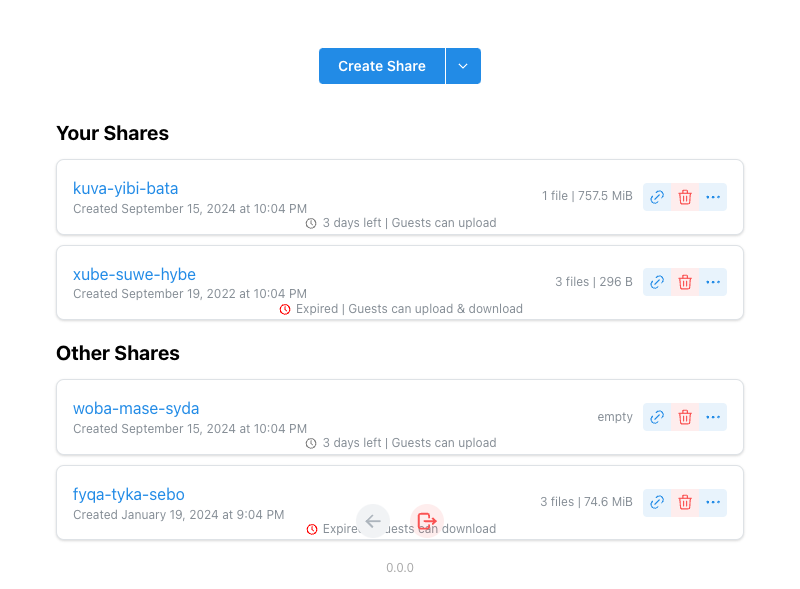 Create Share
Your Shares
kuva-yibi-bata
Created September 15, 2024 at 10:04 PM
1 file | 757.5 MiB
3 days left | Guests can upload
xube-suwe-hybe
Created September 19, 2022 at 10:04 PM
3 files | 296 B
Expired | Guests can upload & download
Other Shares
woba-mase-syda
Created September 15, 2024 at 10:04 PM
empty
3 days left | Guests can upload
fyqa-tyka-sebo
Created January 19, 2024 at 9:04 PM
3 files | 74.6 MiB
Expired | Guests can download
0.0.0